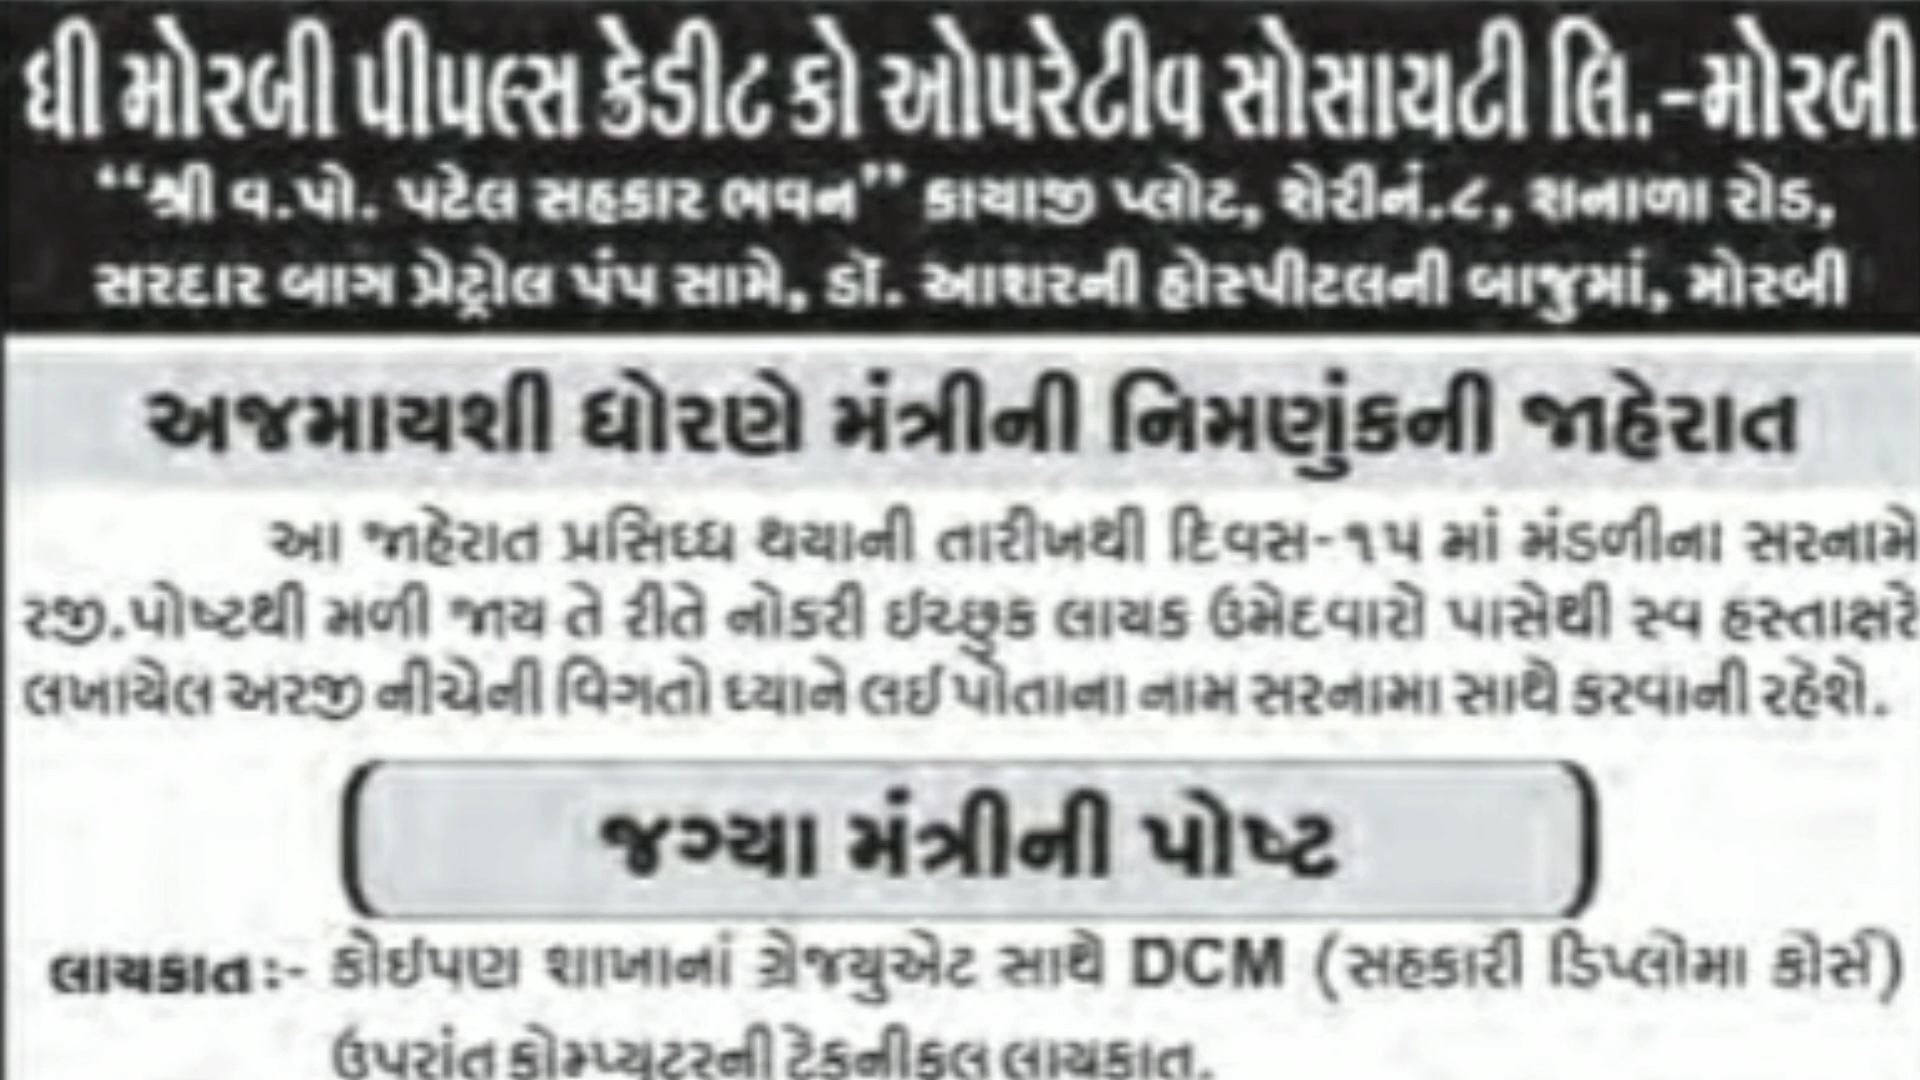 ધી મોરબી પીપલ્સ ક્રેડીટ કો ઓપરેટીવ સોસાયટી લિ.-મોરબી
“શ્રી વ.પો. પટેલ સહકાર ભવન” કાયાજી પ્લોટ, શેરીનં.૮, શનાળા રોડ,
સરદાર બાગ પ્રેટ્રોલ પંપ સામે, ડૉ. આશરની હોસ્પીટલની બાજુમાં, મોરબી
અજમાયશી ધોરણે મંત્રીની નિમણુંકની જાહેરાત
આ જાહેરાત પ્રસિધ્ધ થયાની તારીખથી દિવસ-૧૫ માં મંડળીના સરનામે
રજી.પોષ્ટથી મળી જાય તે રીતે નોકરી ઈચ્છુક લાયક ઉમેદવારો પાસેથી સ્વ હસ્તાક્ષરે
લખાયેલ અરજી નીચેની વિગતો ધ્યાને લઈ પોતાના નામ સરનામા સાથે કરવાની રહેશે.
જગ્યા મંત્રીની પોષ્ટ
લાયકાત :- કોઈપણ શાખાનાં ગ્રેજ્યુએટ સાથે DCM (સહકારી ડિપ્લોમા કોર્સ)
ઉપરાંત કોમ્પ્યુટરની ટેકનીકલ લાયકાત.